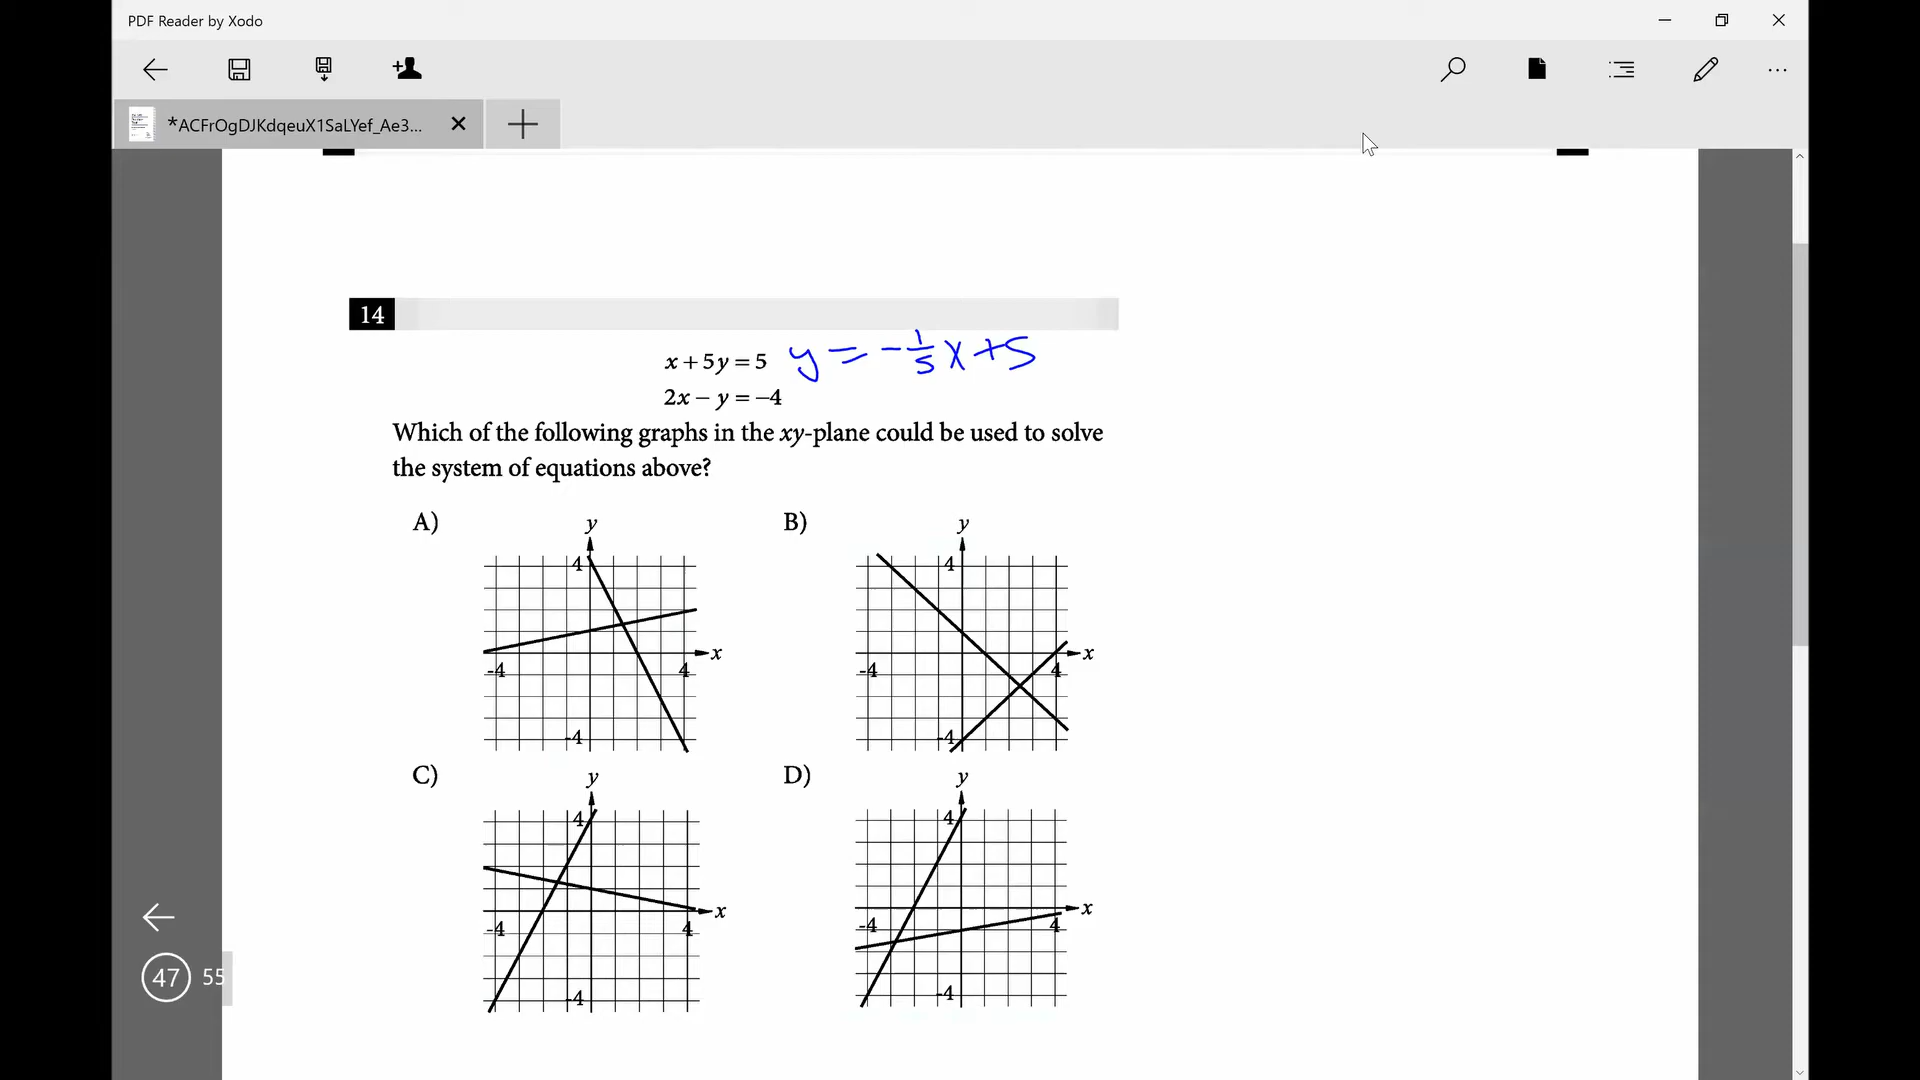 PDF Reader by Xodo
*ACFrOgDJKdqeuX1SaLYef_Ae3...
14
x + 5y = 5 y = -1/5 x + 5
2x − y = −4
Which of the following graphs in the xy-plane could be used to solve
the system of equations above?
A)
y
4
-4
4
x
-4
B)
y
4
-4
4
x
-4
C)
y
4
-4
4
x
-4
D)
y
4
-4
4
x
-4
47 55